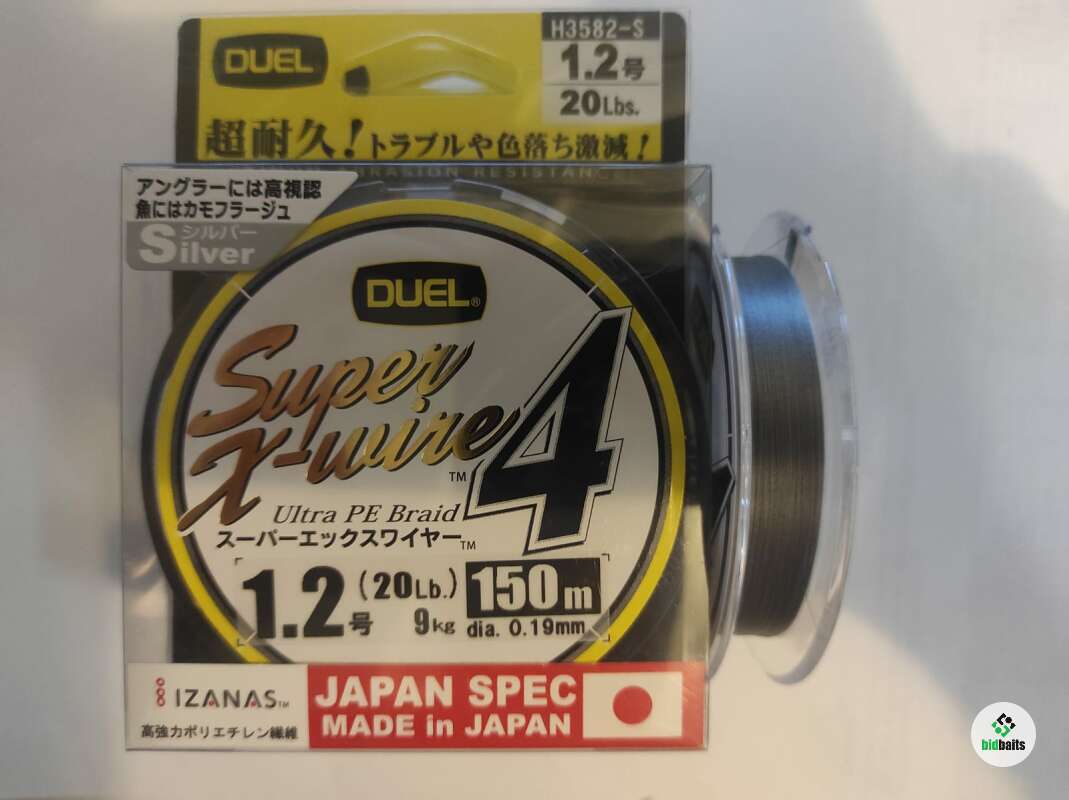 DUEL
H3582-S
1.2号
20Lbs.
超耐久！トラブルや色落ち激減！
ABRASION RESISTANCE
アングラーには高視認
魚にはカモフラージュ
シルバー
Silver
DUEL®
Super
X-wire 4
TM
Ultra PE Braid
スーパーエックスワイヤー TM
1.2号 (20Lb.) 9kg
150m
dia. 0.19mm
IZANAS TM
高強力ポリエチレン繊維
JAPAN SPEC
MADE in JAPAN
bidbaits